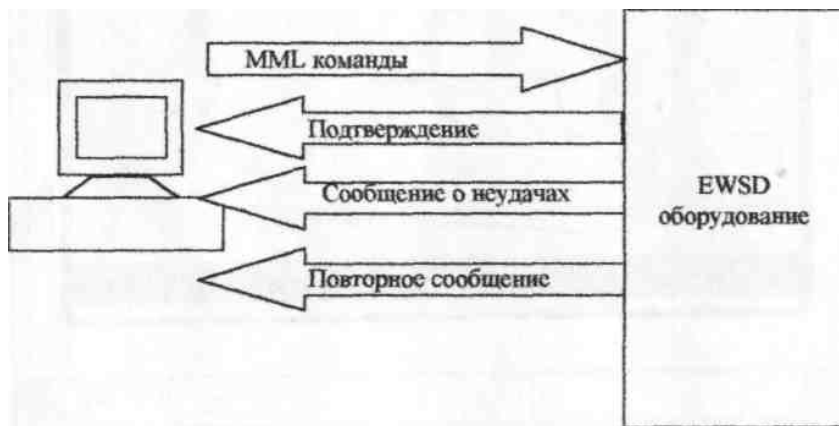 MML команды
Подтверждение
Сообщение о неудачах
EWSD
оборудование
Повторное сообщение